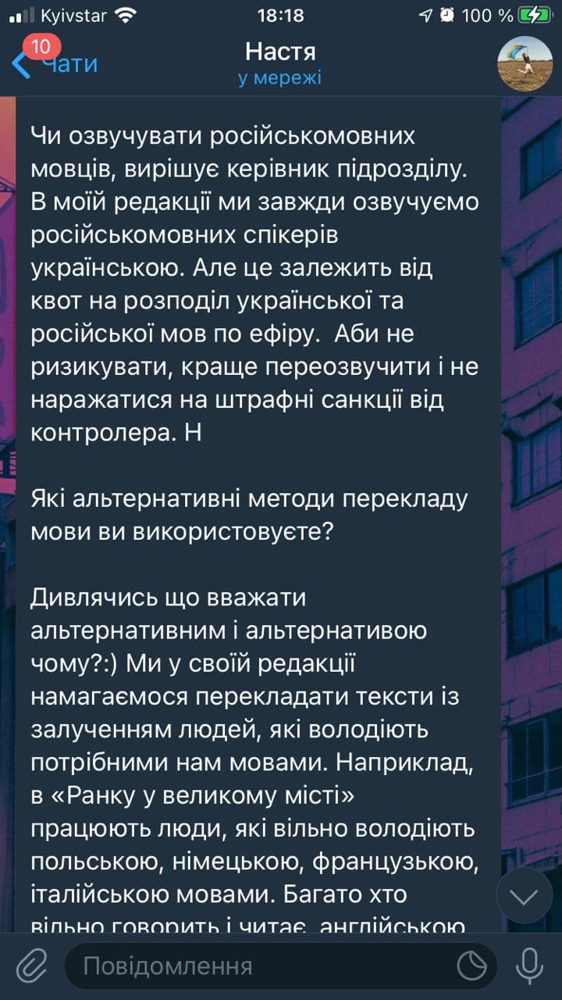 Kyivstar
18:18
100 %
10
Чати
Настя
у мережі
Чи озвучувати російськомовних
мовців, вирішує керівник підрозділу.
В моїй редакції ми завжди озвучуємо
російськомовних спікерів
українською. Але це залежить від
квот на розподіл української та
російської мов по ефіру.  Аби не
ризикувати, краще переозвучити і не
наражатися на штрафні санкції від
контролера. Н
Які альтернативні методи перекладу
мови ви використовуєте?
Дивлячись що вважати
альтернативним і альтернативою
чому?:) Ми у своїй редакції
намагаємося перекладати тексти із
залученням людей, які володіють
потрібними нам мовами. Наприклад,
в «Ранку у великому місті»
працюють люди, які вільно володіють
польською, німецькою, французькою,
італійською мовами. Багато хто
вільно говорить і читає  англійською
Повідомлення